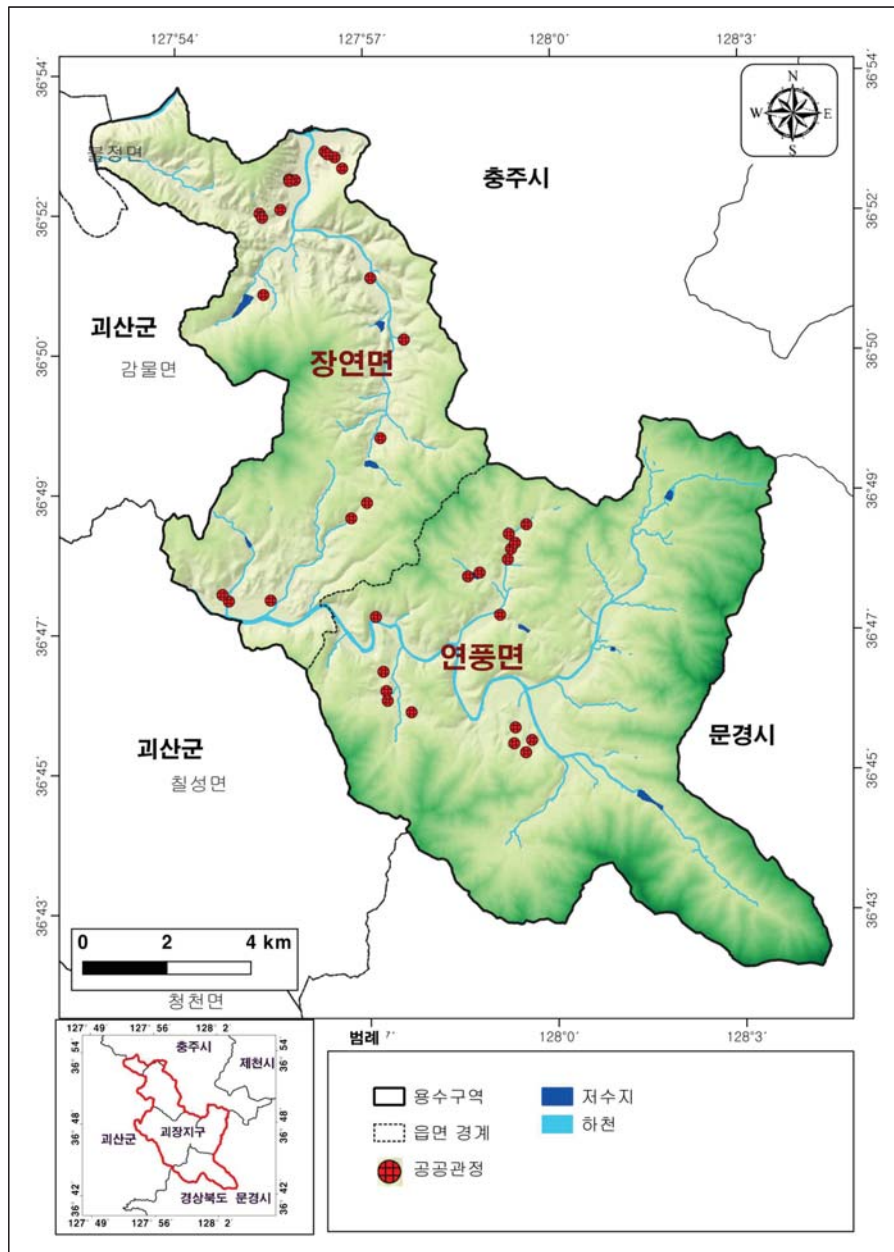 127°54' 127°57' 128°0' 128°3'
36°54' 36°54'
N
W E
S
불정면
충주시
36°52' 36°52'
괴산군
감물면
36°50' 36°50'
장연면
36°49' 36°49'
36°47' 36°47'
연풍면
괴산군
칠성면
문경시
36°45' 36°45'
36°43' 36°43'
0 2 4 km
청천면
범례 7' 128°0' 128°3'
127° 49' 127° 56' 128° 2'
36° 54' 36° 54'
충주시
제천시
36° 48' 36° 48'
괴산군 괴장지구
36° 42' 36° 42'
경상북도 문경시
127° 49' 127° 56' 128° 2'
용수구역 저수지
읍면 경계 하천
공공관정